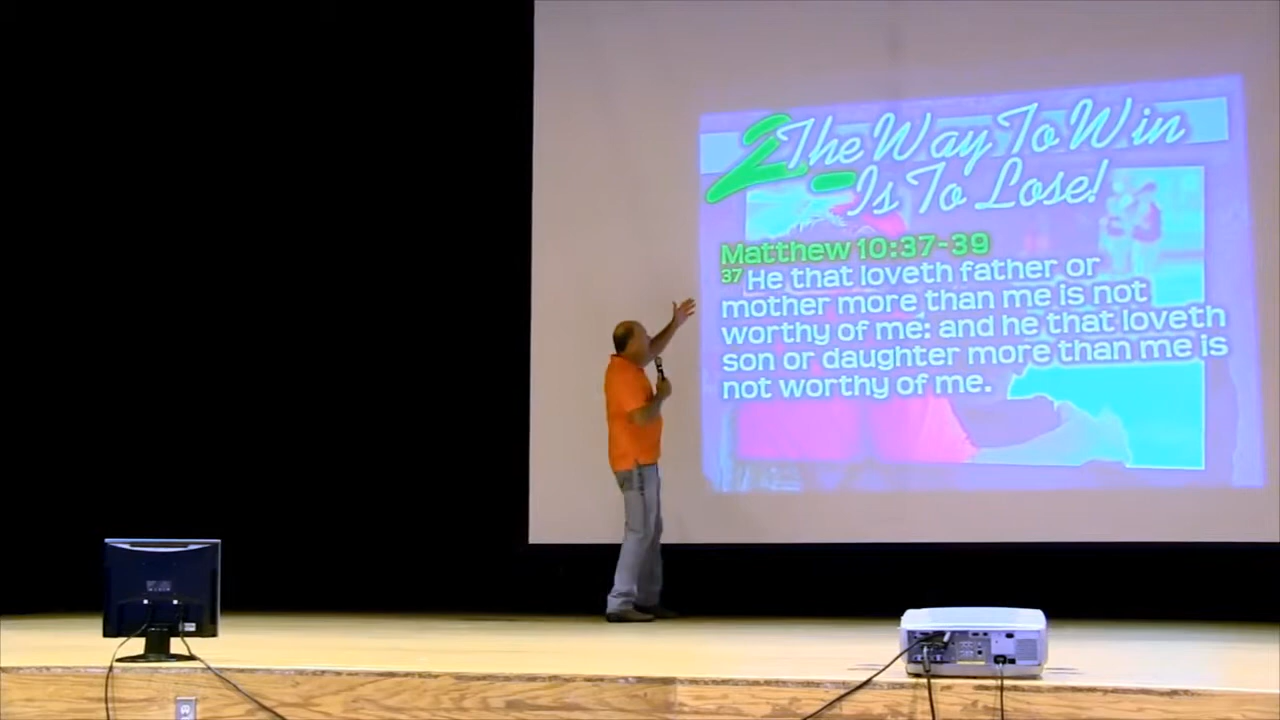 2 The Way To Win
- Is To Lose!
Matthew 10:37-39
37 He that loveth father or
mother more than me is not
worthy of me: and he that loveth
son or daughter more than me is
not worthy of me.